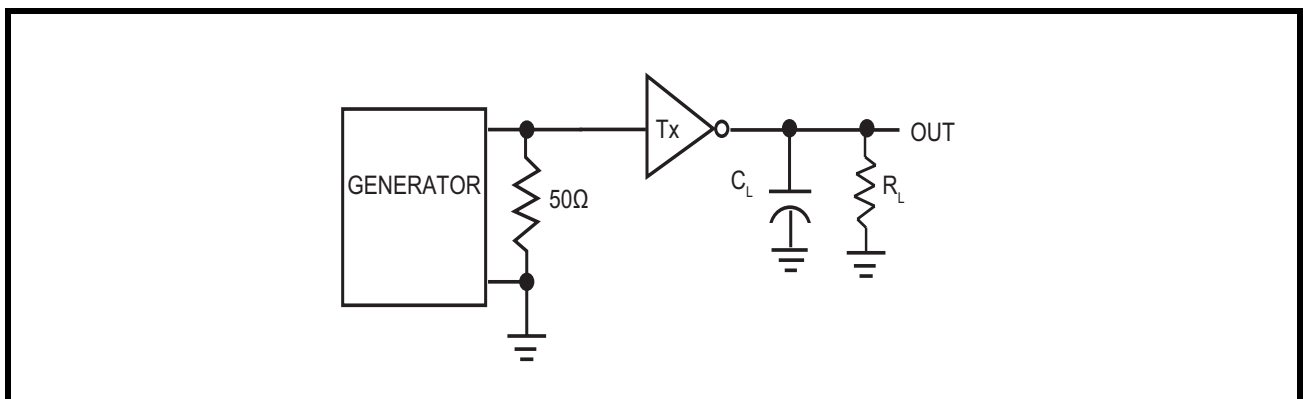 GENERATOR
50Ω
Tx
C_L
R_L
OUT